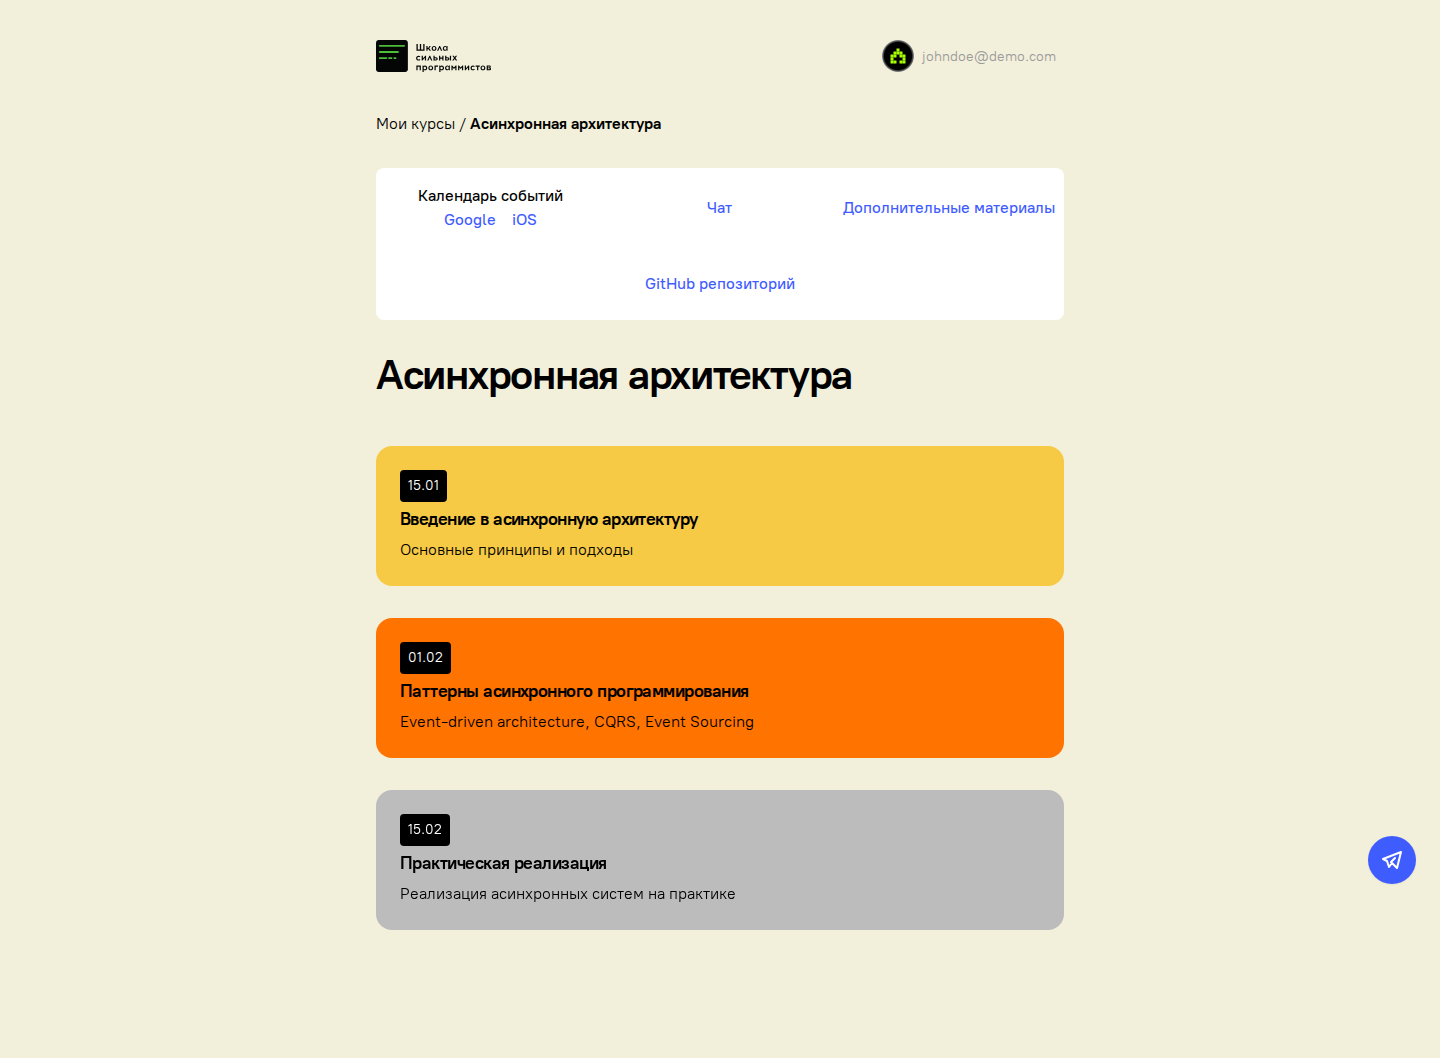 Школа
сильных
программистов
johndoe@demo.com
Мои курсы / Асинхронная архитектура
Календарь событий
Google iOS
Чат
Дополнительные материалы
GitHub репозиторий
Асинхронная архитектура
15.01
Введение в асинхронную архитектуру
Основные принципы и подходы
01.02
Паттерны асинхронного программирования
Event-driven architecture, CQRS, Event Sourcing
15.02
Практическая реализация
Реализация асинхронных систем на практике